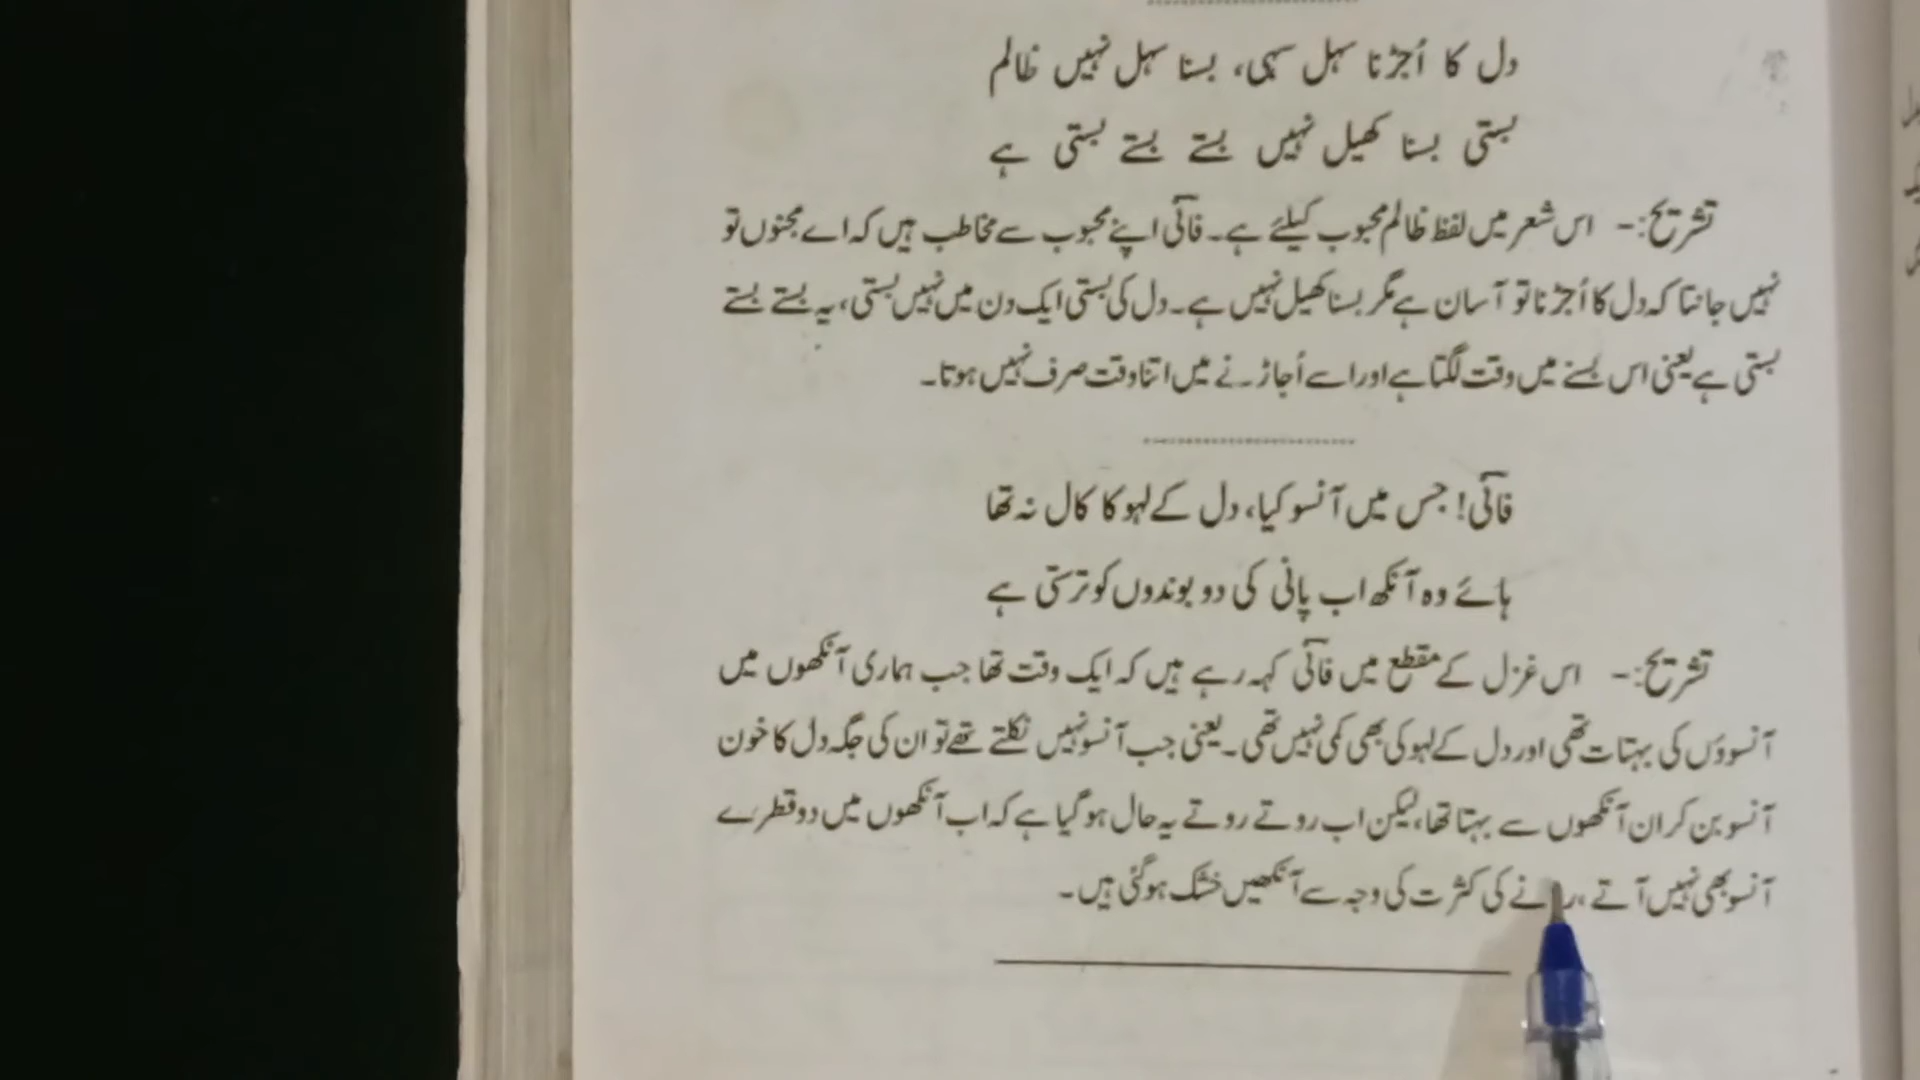 دل کا اُجڑنا سہل سہی، بسنا سہل نہیں ظالم
بستی بسنا کھیل نہیں بستے بستے بستی ہے
تشریح:- اس شعر میں لفظ ظالم محبوب کیلئے ہے۔ فانؔی اپنے محبوب سے مخاطب ہیں کہ اے مجنوں تو
نہیں جانتا کہ دل کا اُجڑنا تو آسان ہے مگر بسنا کھیل نہیں ہے۔ دل کی بستی ایک دن میں نہیں بستی، یہ بستے بستے
بستی ہے یعنی اس بسنے میں وقت لگتا ہے اور اسے اُجاڑنے میں اتنا وقت صرف نہیں ہوتا۔
فانؔی! جس میں آنسو کیا، دل کے لہو کا کال نہ تھا
ہائے وہ آنکھ اب پانی کی دو بوندوں کو ترستی ہے
تشریح:- اس غزل کے مقطع میں فانؔی کہہ رہے ہیں کہ ایک وقت تھا جب ہماری آنکھوں میں
آنسوؤں کی بہتات تھی اور دل کے لہو کی بھی کمی نہیں تھی۔ یعنی جب آنسو نہیں نکلتے تھے تو ان کی جگہ دل کا خون
آنسو بن کر ان آنکھوں سے بہتا تھا، لیکن اب روتے روتے یہ حال ہو گیا ہے کہ اب آنکھوں میں دو قطرے
آنسو بھی نہیں آتے، رونے کی کثرت کی وجہ سے آنکھیں خشک ہوگئی ہیں۔